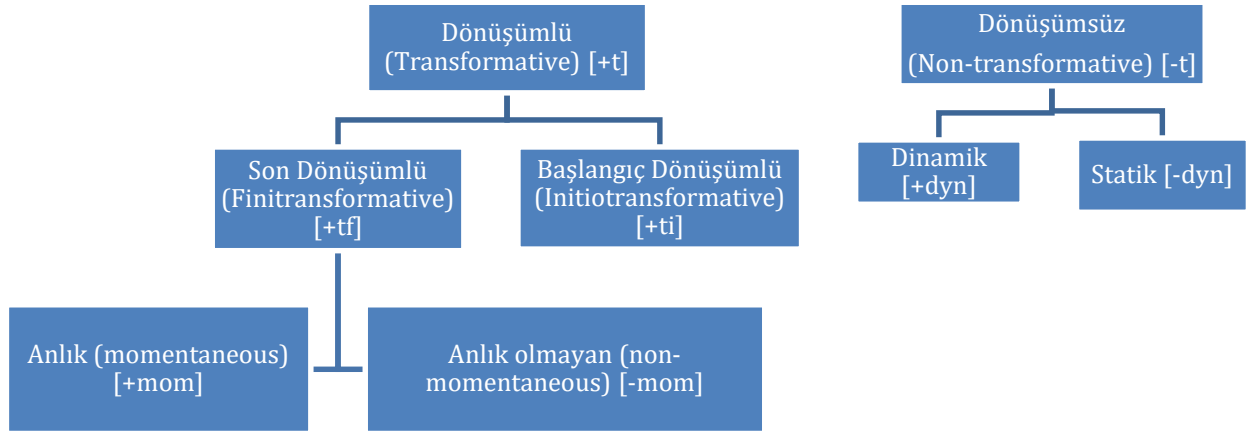 Dönüşümlü
(Transformative) [+t]
Dönüşümsüz
(Non-transformative) [-t]
Son Dönüşümlü
(Finitransformative)
[+tf]
Başlangıç Dönüşümlü
(Initiotransformative)
[+ti]
Dinamik
[+dyn]
Statik [-dyn]
Anlık (momentaneous)
[+mom]
Anlık olmayan (non-
momentaneous) [-mom]